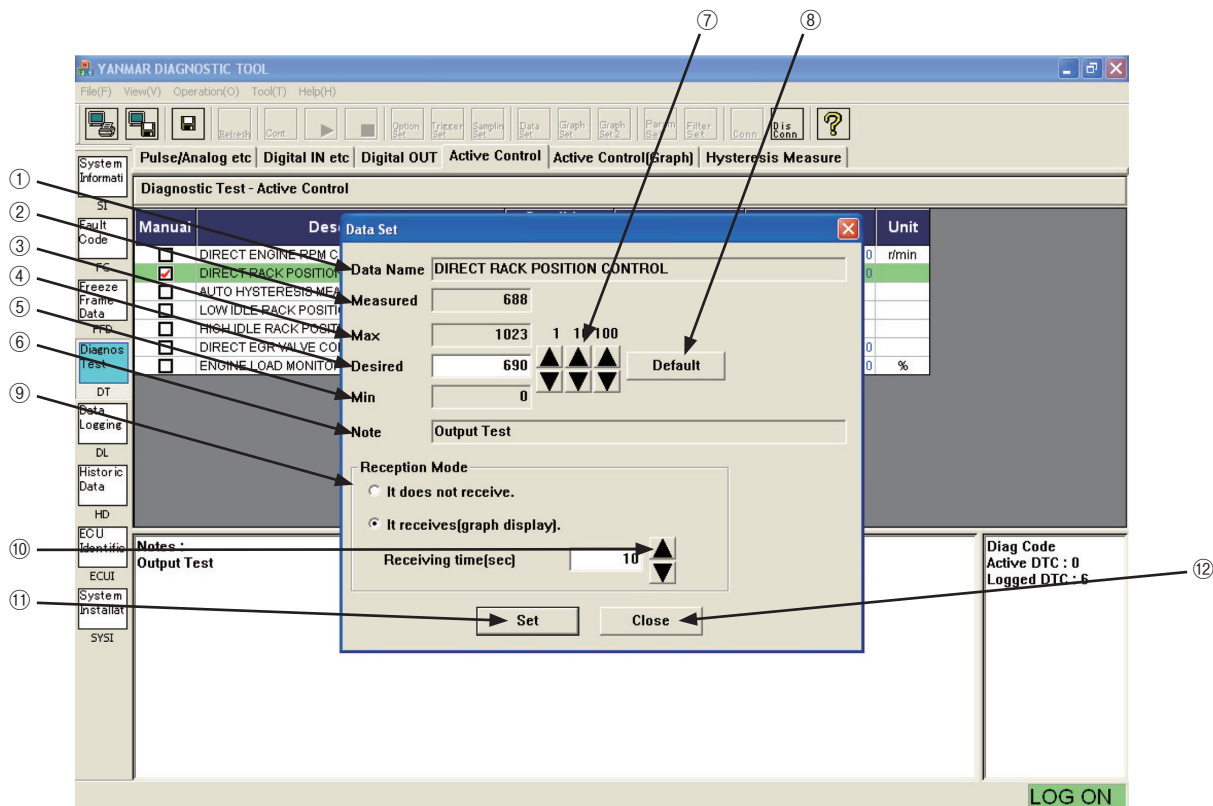 ⑦ ⑧
YANMAR DIAGNOSTIC TOOL
File(F) View(V) Operation(O) Tool(T) Help(H)
Refresh Cont Option Set Trigger Set Samplin Set Data Set Graph Set Graph Set2 Param Set Filter Set Conn Dis Conn
Pulse/Analog etc Digital IN etc Digital OUT Active Control Active Control(Graph) Hysteresis Measure
System Informati
SI
Diagnostic Test - Active Control
①
②
③
④
⑤
⑥
⑨
⑩
⑪
⑫
Fault Code
FC
Freeze Frame Data
FFD
Diagnos Test
DT
Data Logging
DL
Historic Data
HD
ECU Identific
ECUI
System Installat
SYSI
Manual Des Unit
DIRECT ENGINE RPM C 0 r/min
DIRECT RACK POSITION 0
AUTO HYSTERESIS MEA
LOW IDLE RACK POSITI
HIGH IDLE RACK POSIT
DIRECT EGR VALVE CO 0
ENGINE LOAD MONITO 0 %
Data Set
Data Name DIRECT RACK POSITION CONTROL
Measured 688
Max 1023 1 10 100
Desired 690 Default
Min 0
Note Output Test
Reception Mode
It does not receive.
It receives(graph display).
Receiving time(sec) 10
Set Close
Notes :
Output Test
Diag Code
Active DTC : 0
Logged DTC : 6
LOG ON